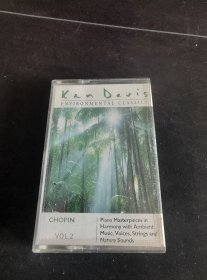 Ken Davis
ENVIRONMENTAL CLASSICS
CHOPIN
VOL 2
Piano Masterpieces in
Harmony with Ambient
Music, Voices, Strings and
Nature Sounds